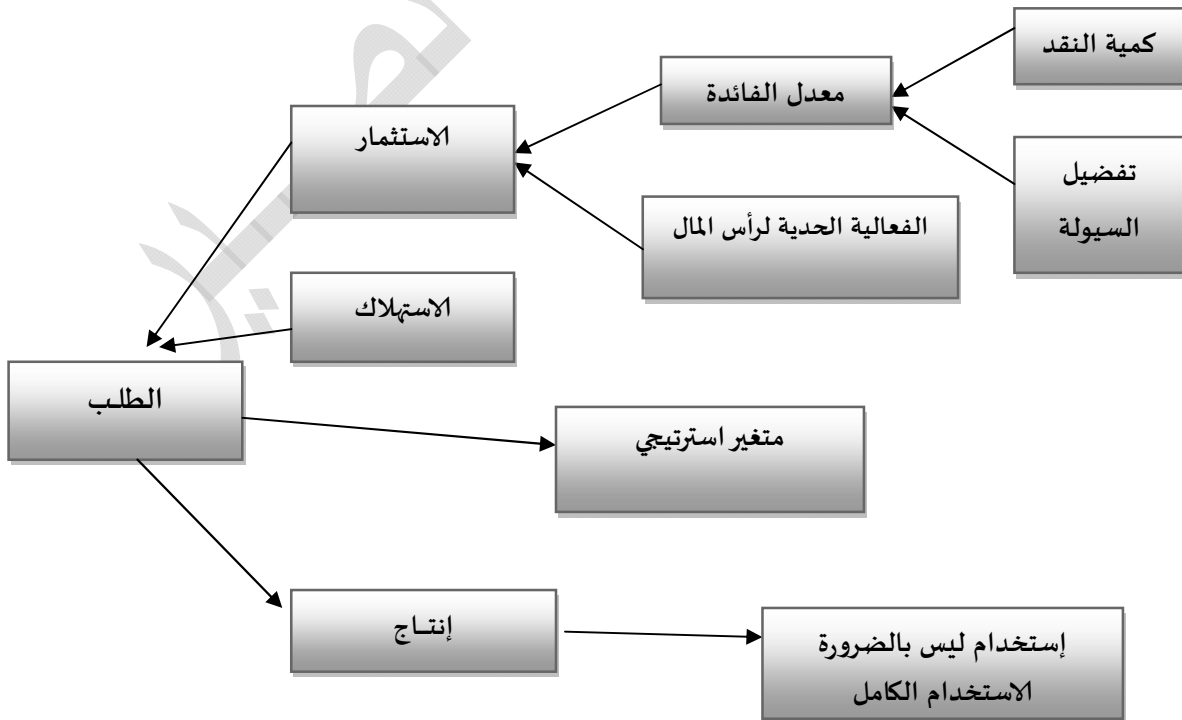 كمية النقد
معدل الفائدة
الاستثمار
تفضيل
السيولة
الفعالية الحدية لرأس المال
الاستهلاك
الطلب
متغير استرتيجي
إنتاج
إستخدام ليس بالضرورة
الاستخدام الكامل